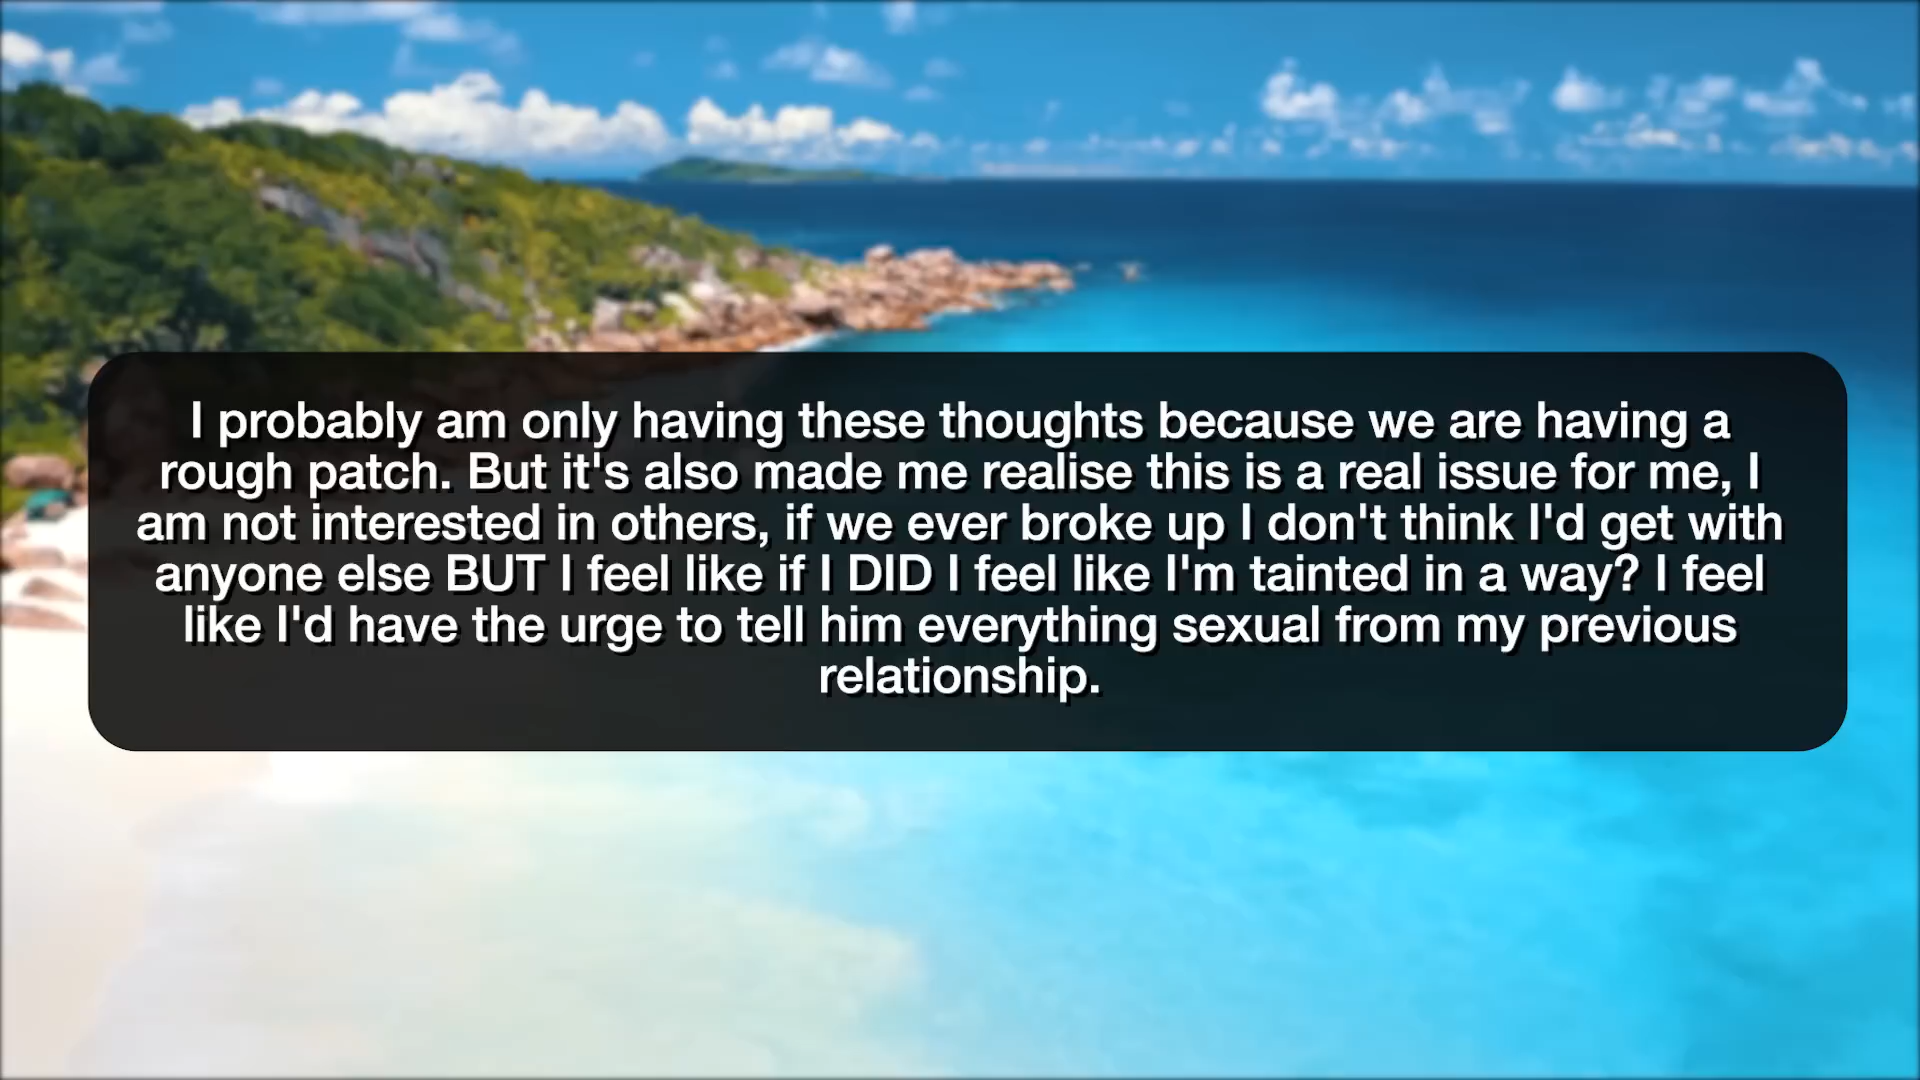 I probably am only having these thoughts because we are having a
rough patch. But it's also made me realise this is a real issue for me, I
am not interested in others, if we ever broke up I don't think I'd get with
anyone else BUT I feel like if I DID I feel like I'm tainted in a way? I feel
like I'd have the urge to tell him everything sexual from my previous
relationship.